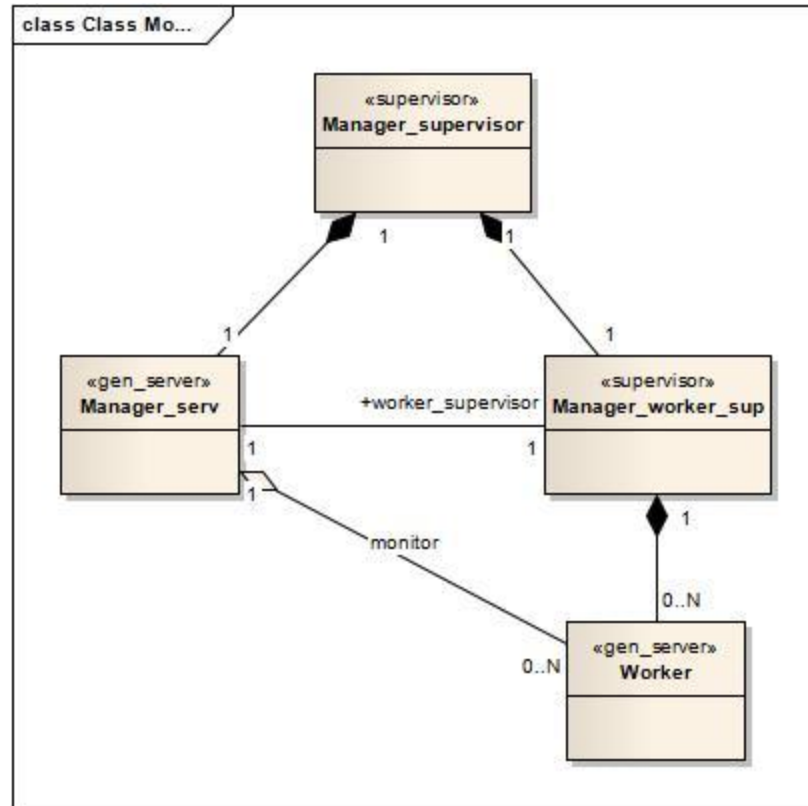 class Class Mo...
«supervisor»
Manager_supervisor
1
1
1
1
«gen_server»
Manager_serv
«supervisor»
Manager_worker_sup
+worker_supervisor
1
1
1
1
monitor
0..N
0..N
«gen_server»
Worker